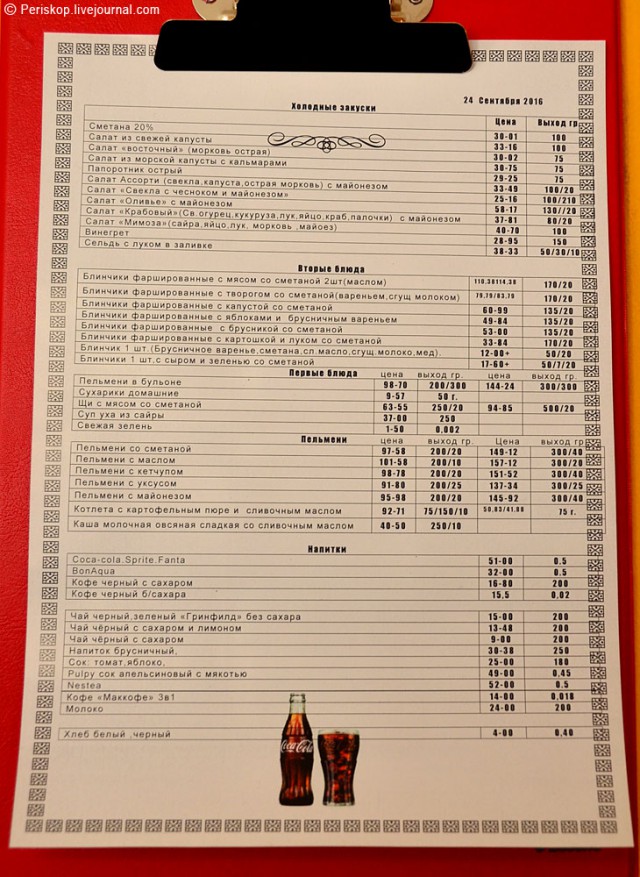 © Periskop.livejournal.com
24 Сентября 2016
Холодные закуски
Цена Выход гр.
Сметана 20% 30-01 100
Салат из свежей капусты 33-16 100
Салат «восточный» (морковь острая) 30-02 75
Салат из морской капусты с кальмарами 30-75 75
Папоротник острый 29-25 75
Салат Ассорти (свекла,капуста,острая морковь) с майонезом 33-49 100/20
Салат «Свекла с чесноком и майонезом» 25-16 100/210
Салат «Оливье» с майонезом 58-17 130//20
Салат «Крабовый»(Св.огурец,кукуруза,лук,яйцо,краб,палочки) с майонезом 37-81 80/20
Салат «Мимоза»(сайра,яйцо,лук, морковь ,майоез) 40-70 100
Винегрет 28-95 150
Сельдь с луком в заливке 38-33 50/30/10
Вторые блюда
Блинчики фаршированные с мясом со сметаной 2шт(маслом) 110,38114,38 170/20
Блинчики фаршированные с творогом со сметаной(вареньем,сгущ молоком) 79,79/83,79 170/20
Блинчики фаршированные с капустой со сметаной 60-99 135/20
Блинчики фаршированные с яблоками и брусничным вареньем 49-84 135/20
Блинчики фаршированные с брусникой со сметаной 53-00 135/20
Блинчики фаршированные с картошкой и луком со сметаной 33-84 170/20
Блинчик 1 шт.(Брусничное варенье,сметана,сл.масло,сгущ.молоко,мед). 12-00+ 50/20
Блинчики 1 шт,с сыром и зеленью со сметаной 17-60+ 50/7/20
Первые блюда цена выход гр. цена выход гр.
Пельмени в бульоне 98-70 200/300 144-24 300/300
Сухарики домашние 9-57 50 г.
Щи с мясом со сметаной 63-55 250/20 94-85 500/20
Суп уха из сайры 37-00 250
Свежая зелень 1-50 0,002
Пельмени цена выход гр. Цена выход гр
Пельмени со сметаной 97-58 200/20 149-12 300/40
Пельмени с маслом 101-58 200/10 157-12 200/20
Пельмени с кетчупом 98-78 200/20 151-52 300/40
Пельмени с уксусом 91-80 200/25 137-34 300/25
Пельмени с майонезом 95-98 200/20 145-92 300/40
Котлета с картофельным пюре и сливочным маслом 92-71 75/150/10 75 г.
Каша молочная овсяная сладкая со сливочным маслом 40-50 250/10
Напитки
Coca-cola.Sprite.Fanta 51-00 0.5
BonAqua 32-00 0.5
Кофе черный с сахаром 16-80 200
Кофе черный б/сахара 15,5 0,02
Чай черный,зеленый «Гринфилд» без сахара 15-00 200
Чай чёрный с сахаром и лимоном 13-48 200
Чай чёрный с сахаром 9-00 200
Напиток брусничный, 30-38 250
Сок: томат,яблоко, 25-00 180
Pulpy сок апельсиновый с мякотью 49-00 0,45
Nestea 52-00 0.5
Кофе «Маккофе» 3в1 14-00 0,018
Молоко 24-00 200
Хлеб белый ,черный 4-00 0,40
Coca-Cola